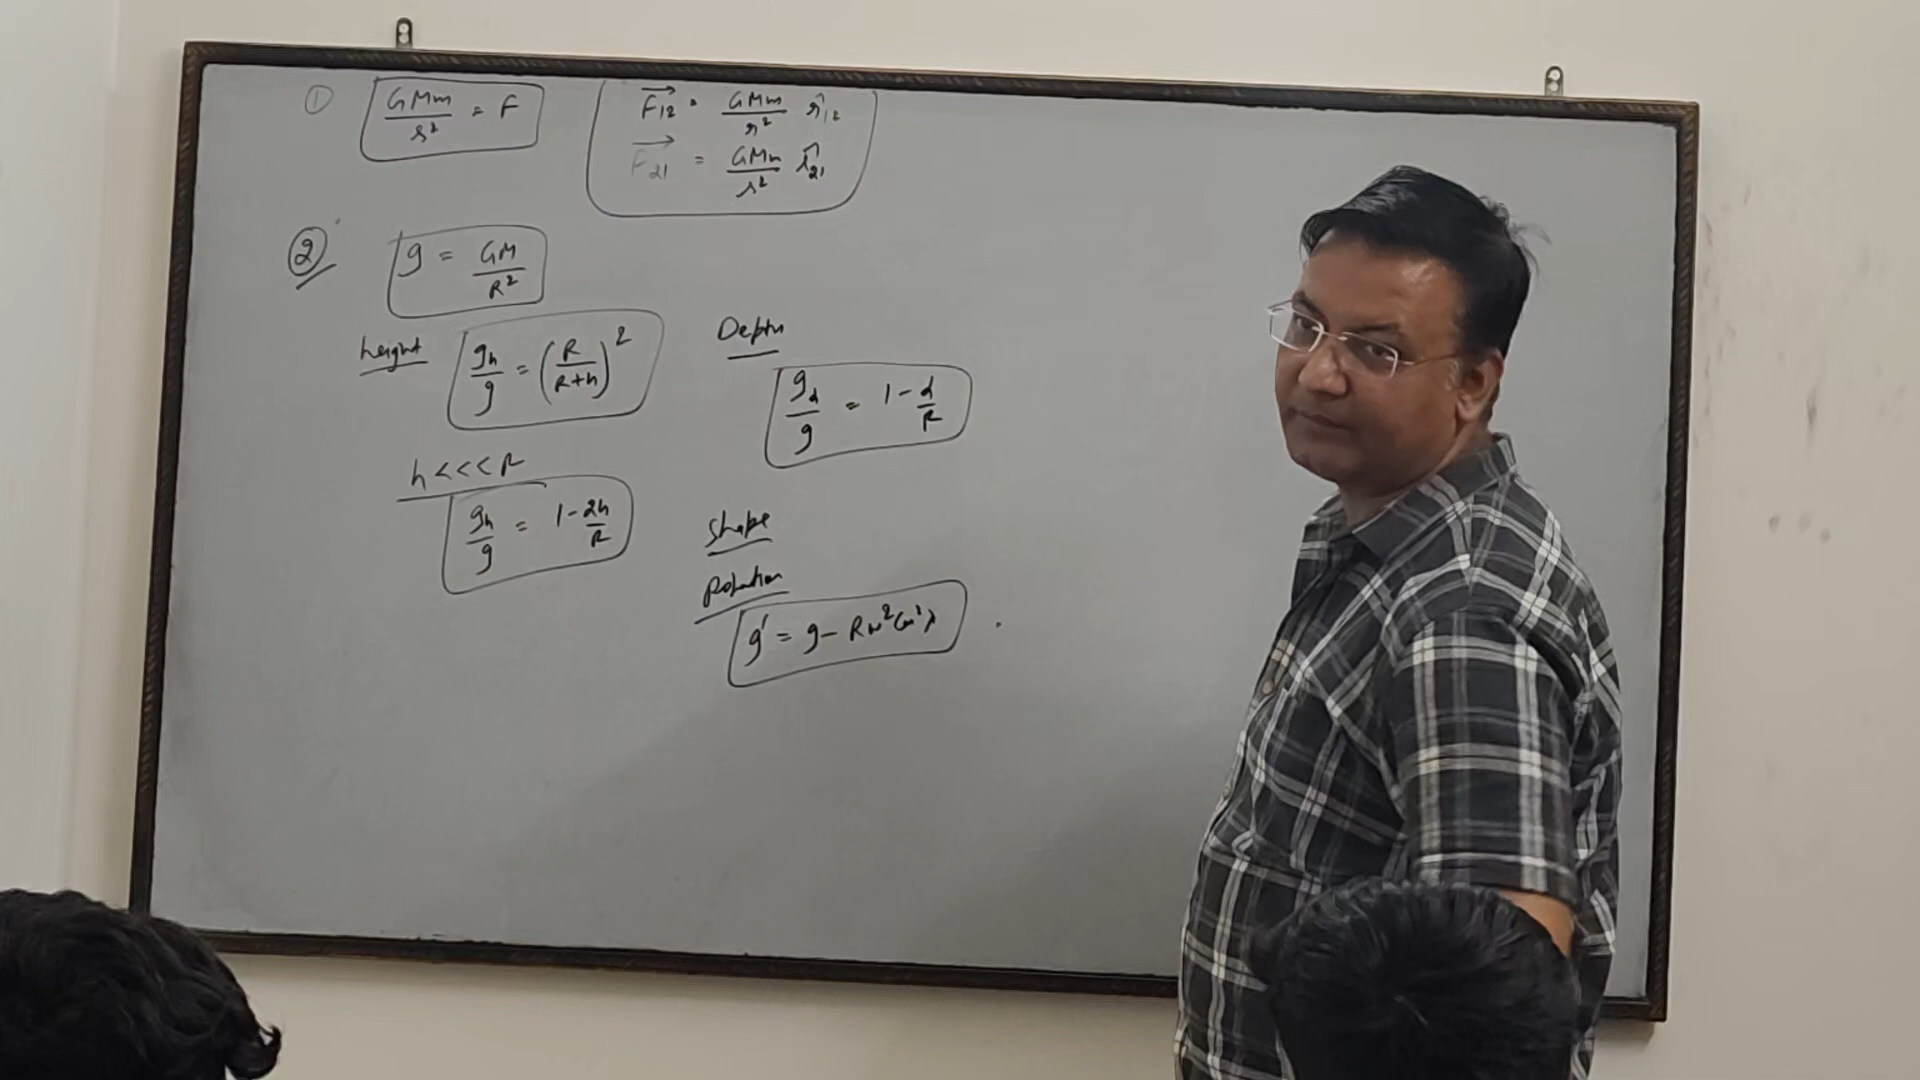 ① GMm/r² = F
F₁₂ = GMm/r² r̂₁₂
F₂₁ = GMm/r² r̂₂₁
② g = GM/R²
height gh/g = (R/R+h)²
Depth
gd/g = 1 - d/R
h <<< R
gh/g = 1 - 2h/R
Shape
Rotation
g' = g - Rw²cos²λ